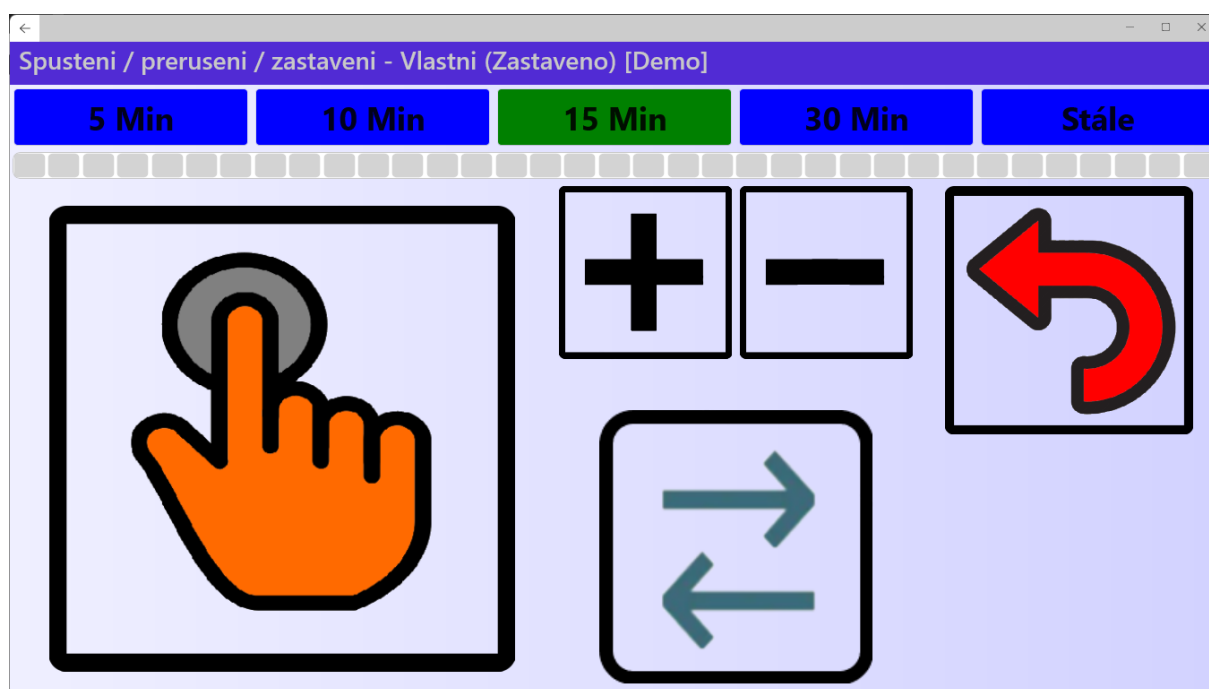 Spusteni / preruseni / zastaveni - Vlastni (Zastaveno) [Demo]
5 Min 10 Min 15 Min 30 Min Stále